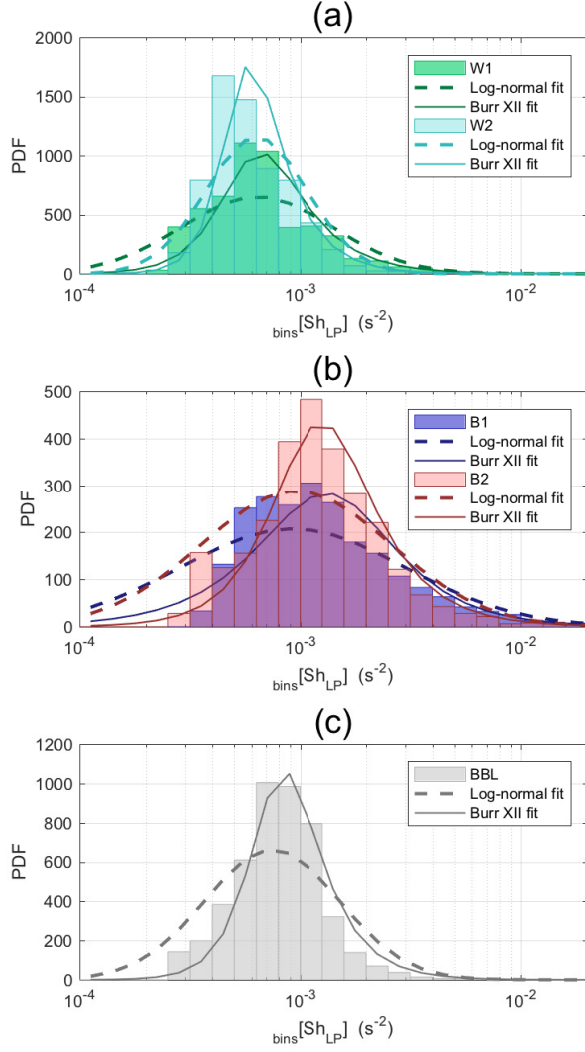 (a)
2000
1500
1000
500
0
PDF
W1
Log-normal fit
Burr XII fit
W2
Log-normal fit
Burr XII fit
10-4
10-3
10-2
bins[ShLP] (s-2)
(b)
500
400
300
200
100
0
PDF
B1
Log-normal fit
Burr XII fit
B2
Log-normal fit
Burr XII fit
10-4
10-3
10-2
bins[ShLP] (s-2)
(c)
1200
1000
800
600
400
200
0
PDF
BBL
Log-normal fit
Burr XII fit
10-4
10-3
10-2
bins[ShLP] (s-2)